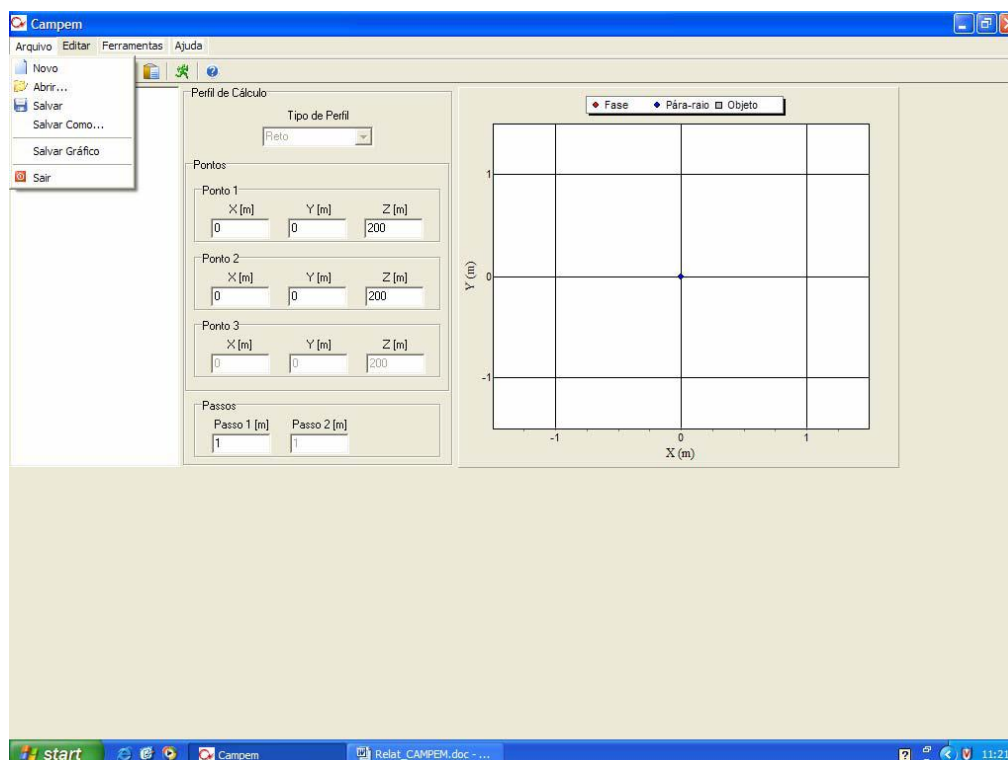 Campem
Arquivo Editar Ferramentas Ajuda
Novo
Abrir...
Salvar
Salvar Como...
Salvar Gráfico
Sair
Perfil de Cálculo
Tipo de Perfil
Reto
Pontos
Ponto 1
X [m] Y [m] Z [m]
0 0 200
Ponto 2
X [m] Y [m] Z [m]
0 0 200
Ponto 3
X [m] Y [m] Z [m]
0 0 200
Passos
Passo 1 [m] Passo 2 [m]
1 1
Fase Pára-raio Objeto
1
0
-1
Y (m)
-1 0 1
X (m)
start Campem Relat_CAMPEM.doc - ... 11:21